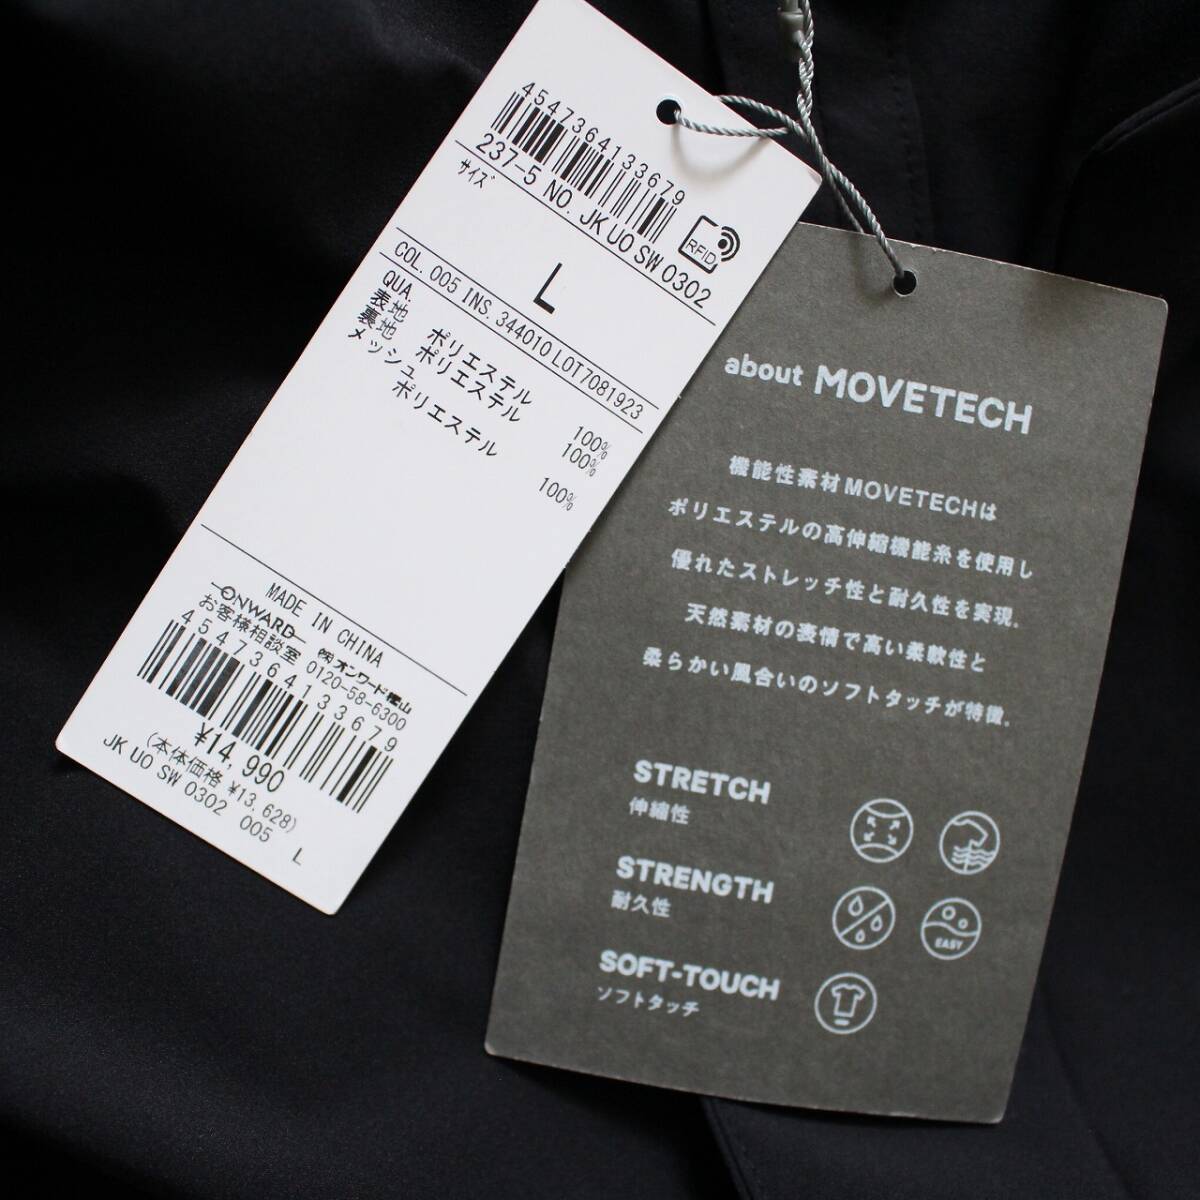 4547364133679
237-5 NO. JK UO SW 0302
RFID
サイズ
L
COL. 005 INS. 344010 LOT7081923
QUA.
表地 ポリエステル 100%
裏地 ポリエステル 100%
メッシュ
ポリエステル 100%
MADE IN CHINA
ONWARD ㈱オンワード樫山
お客様相談室 0120-58-6300
4547364133679
¥14,990
(本体価格 ¥13,628)
JK UO SW 0302 005 L
about MOVETECH
機能性素材MOVETECHは
ポリエステルの高伸縮機能糸を使用し
優れたストレッチ性と耐久性を実現。
天然素材の表情で高い柔軟性と
柔らかい風合いのソフトタッチが特徴。
STRETCH
伸縮性
STRENGTH
耐久性
EASY
SOFT-TOUCH
ソフトタッチ